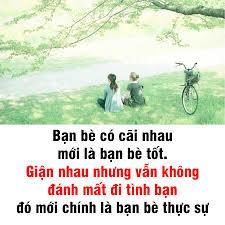 Bạn bè có cãi nhau
mới là bạn bè tốt.
Giận nhau nhưng vẫn không
đánh mất đi tình bạn
đó mới chính là bạn bè thực sự